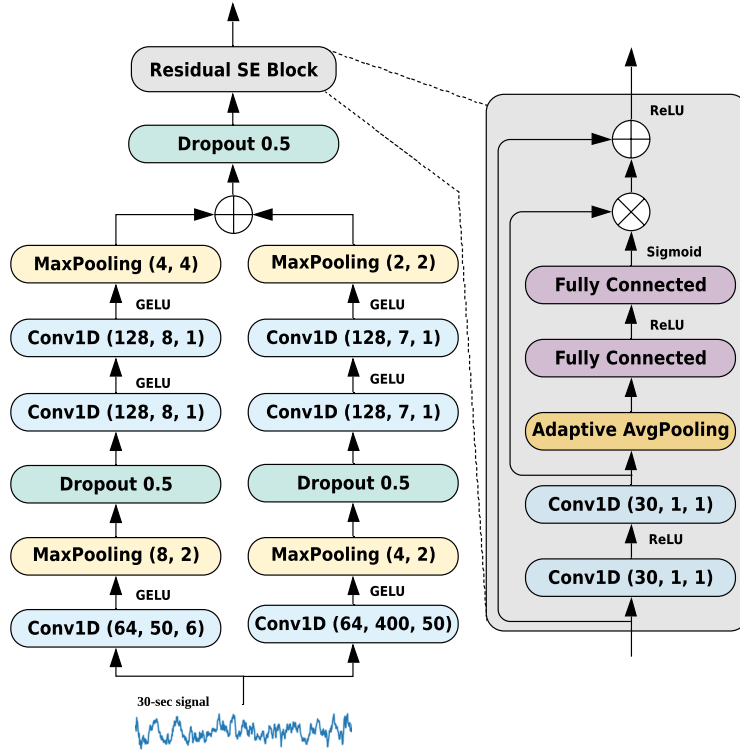 Residual SE Block
Dropout 0.5
MaxPooling (4, 4)
GELU
Conv1D (128, 8, 1)
GELU
Conv1D (128, 8, 1)
Dropout 0.5
MaxPooling (8, 2)
GELU
Conv1D (64, 50, 6)
MaxPooling (2, 2)
GELU
Conv1D (128, 7, 1)
GELU
Conv1D (128, 7, 1)
Dropout 0.5
MaxPooling (4, 2)
GELU
Conv1D (64, 400, 50)
30-sec signal
ReLU
Sigmoid
Fully Connected
ReLU
Fully Connected
Adaptive AvgPooling
Conv1D (30, 1, 1)
ReLU
Conv1D (30, 1, 1)